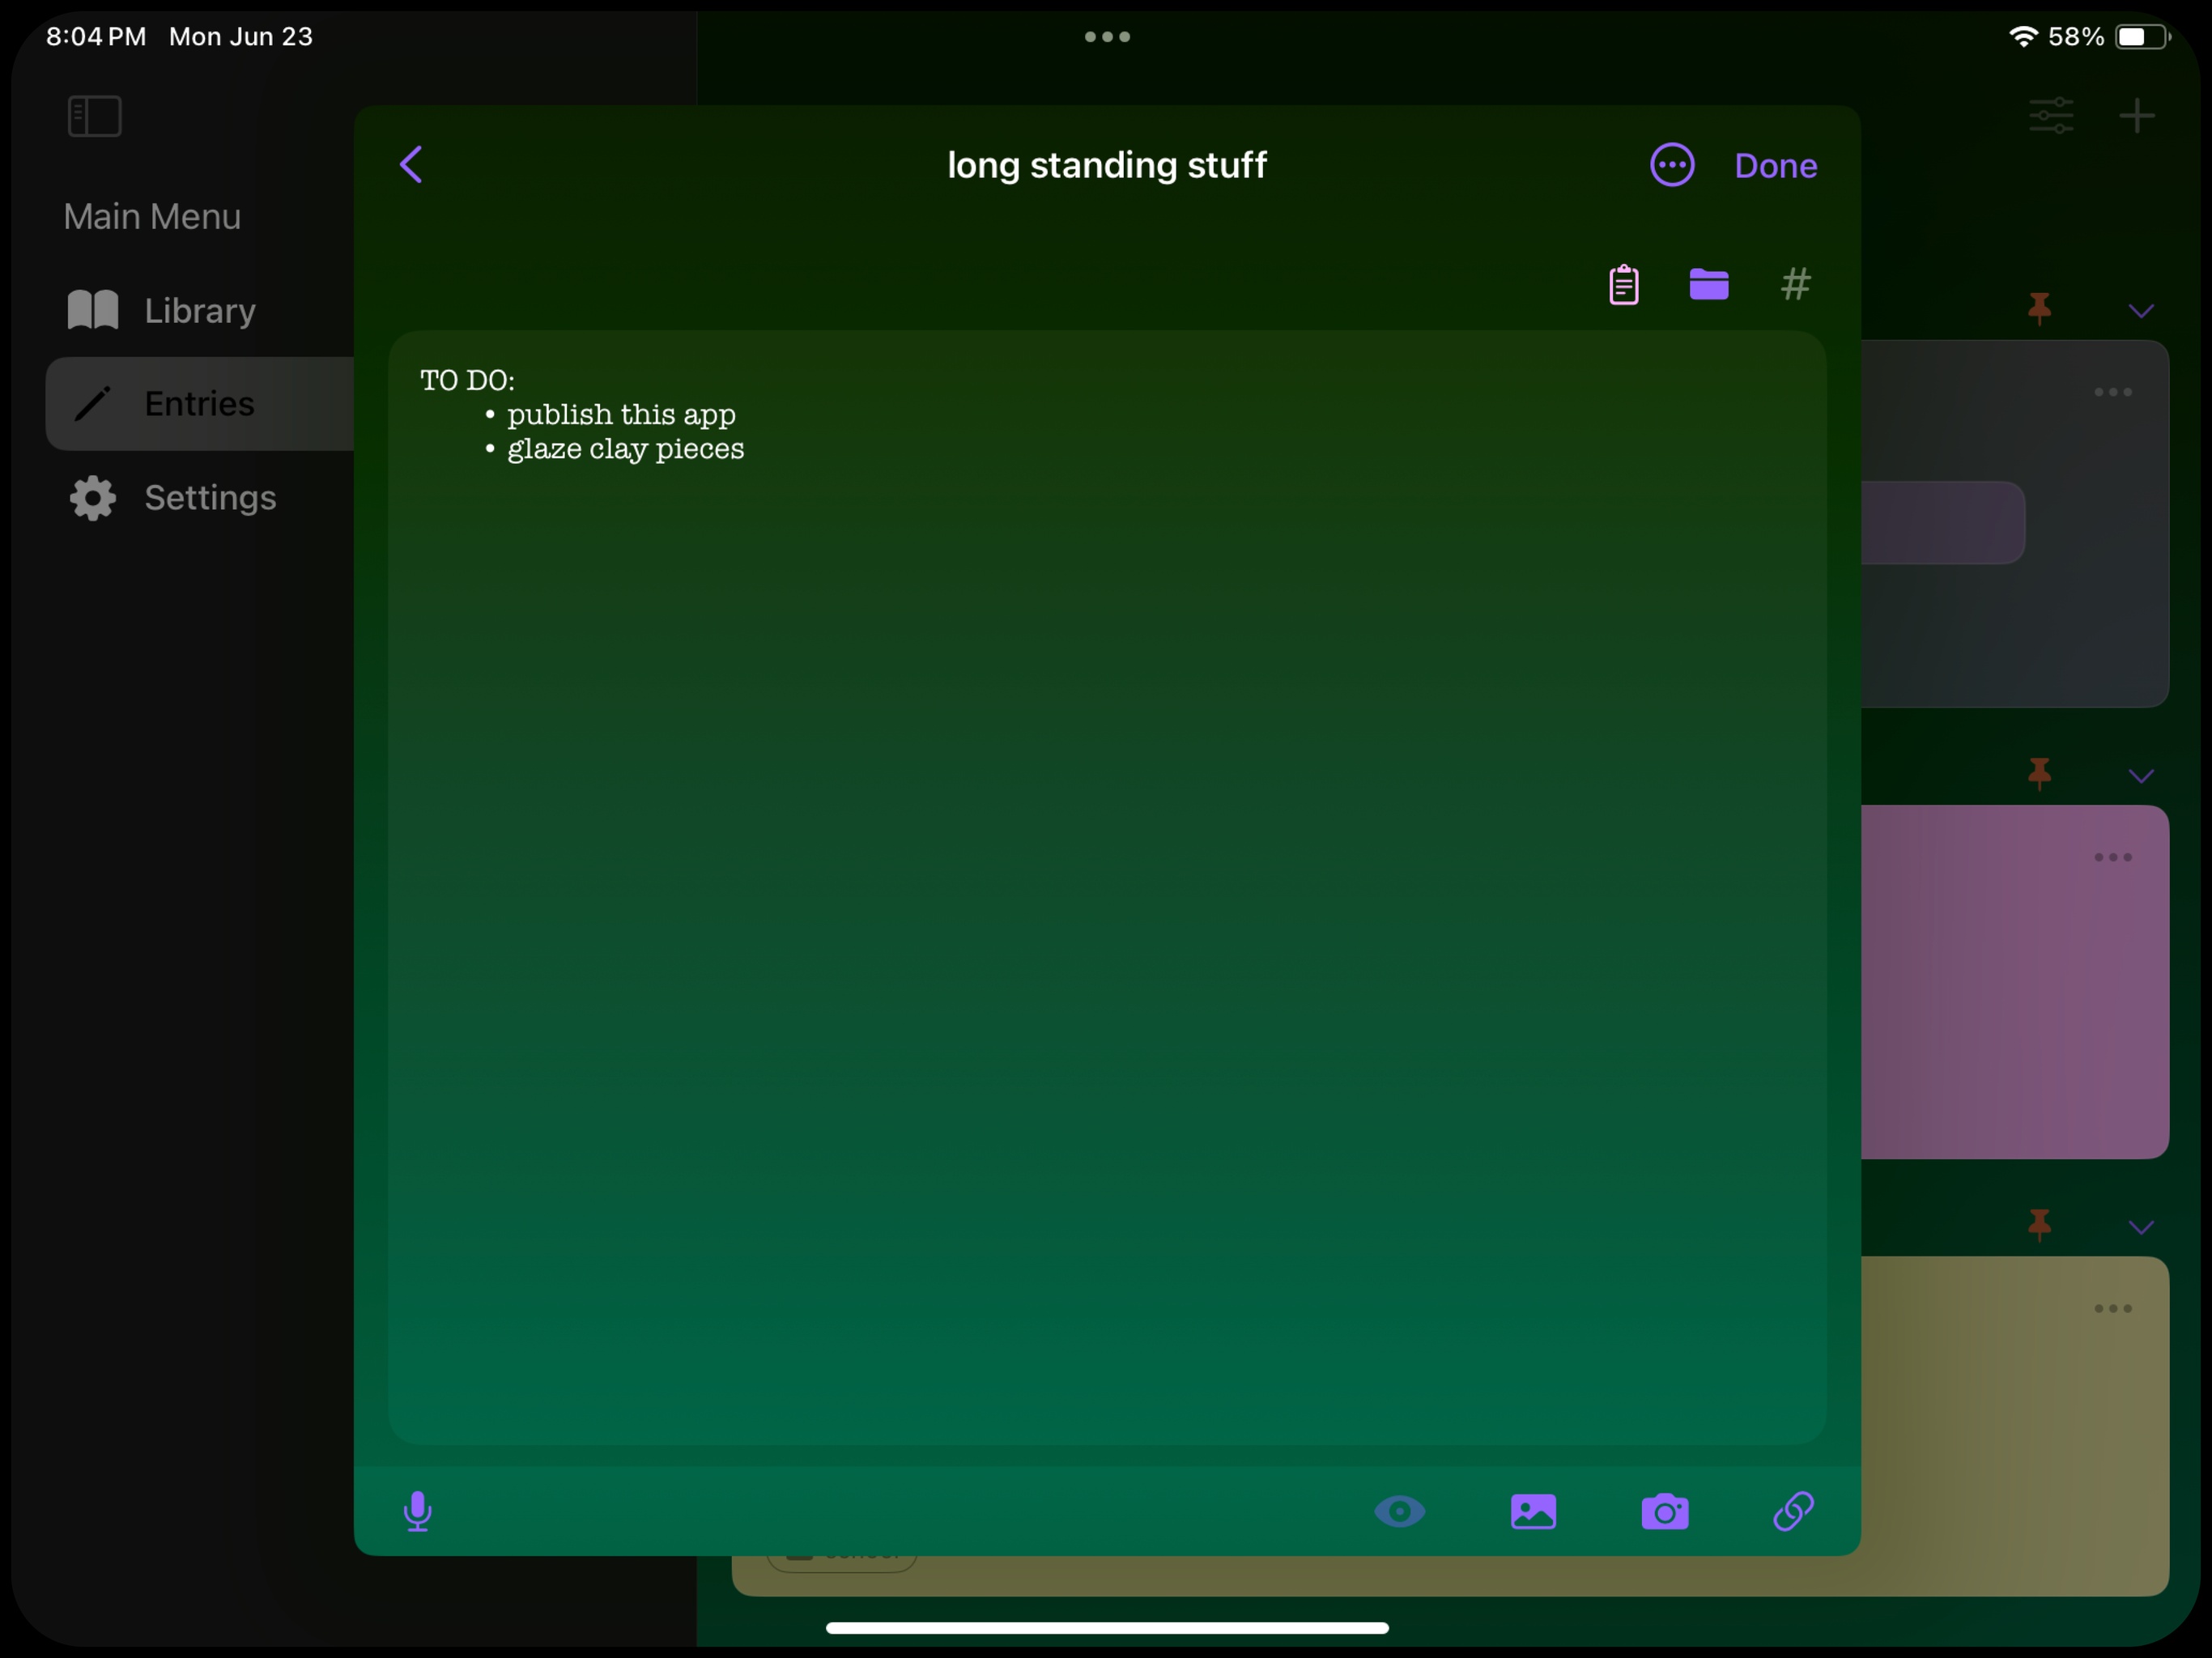 8:04 PM Mon Jun 23
58%
long standing stuff
Done
Main Menu
Library
Entries
Settings
#
TO DO:
• publish this app
• glaze clay pieces